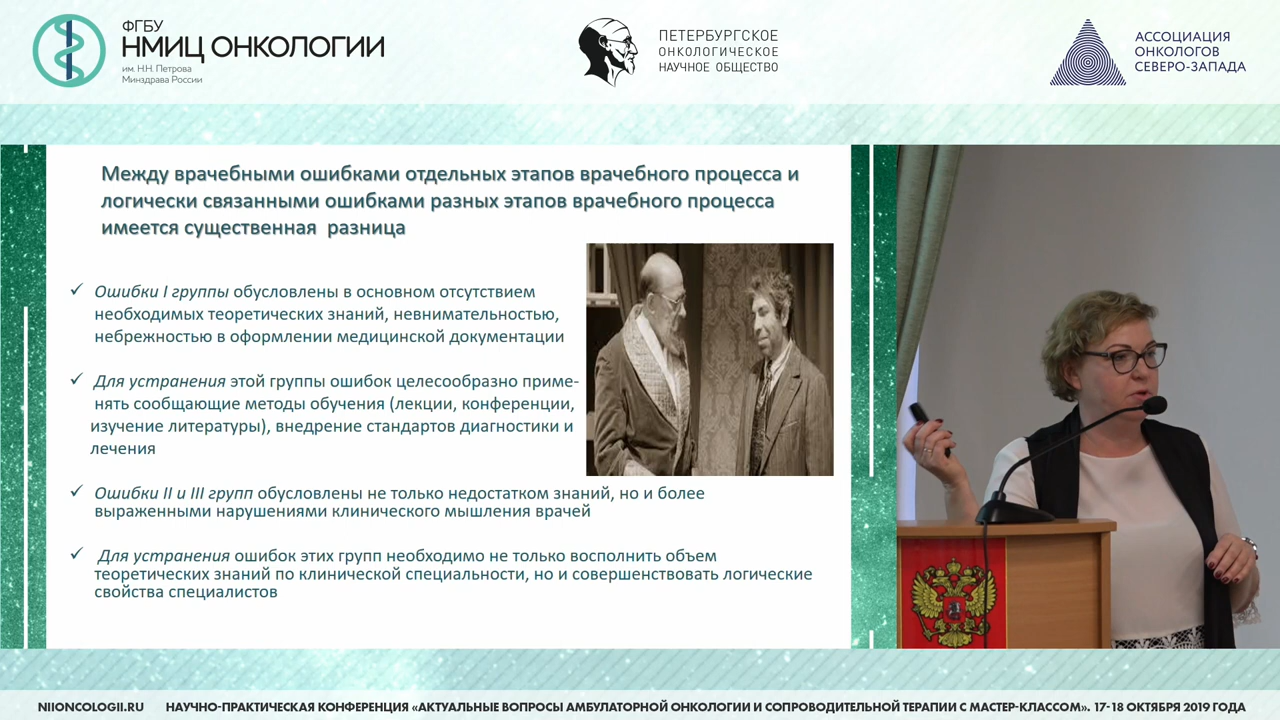 ФГБУ
НМИЦ ОНКОЛОГИИ
им. Н.Н. Петрова
Минздрава России
ПЕТЕРБУРГСКОЕ
ОНКОЛОГИЧЕСКОЕ
НАУЧНОЕ ОБЩЕСТВО
АССОЦИАЦИЯ
ОНКОЛОГОВ
СЕВЕРО-ЗАПАДА
Между врачебными ошибками отдельных этапов врачебного процесса и
логически связанными ошибками разных этапов врачебного процесса
имеется существенная разница
✓ Ошибки I группы обусловлены в основном отсутствием
необходимых теоретических знаний, невнимательностью,
небрежностью в оформлении медицинской документации
✓ Для устранения этой группы ошибок целесообразно приме-
нять сообщающие методы обучения (лекции, конференции,
изучение литературы), внедрение стандартов диагностики и
лечения
✓ Ошибки II и III групп обусловлены не только недостатком знаний, но и более
выраженными нарушениями клинического мышления врачей
✓ Для устранения ошибок этих групп необходимо не только восполнить объем
теоретических знаний по клинической специальности, но и совершенствовать логические
свойства специалистов
NIIONCOLOGII.RU НАУЧНО-ПРАКТИЧЕСКАЯ КОНФЕРЕНЦИЯ «АКТУАЛЬНЫЕ ВОПРОСЫ АМБУЛАТОРНОЙ ОНКОЛОГИИ И СОПРОВОДИТЕЛЬНОЙ ТЕРАПИИ С МАСТЕР-КЛАССОМ». 17-18 ОКТЯБРЯ 2019 ГОДА